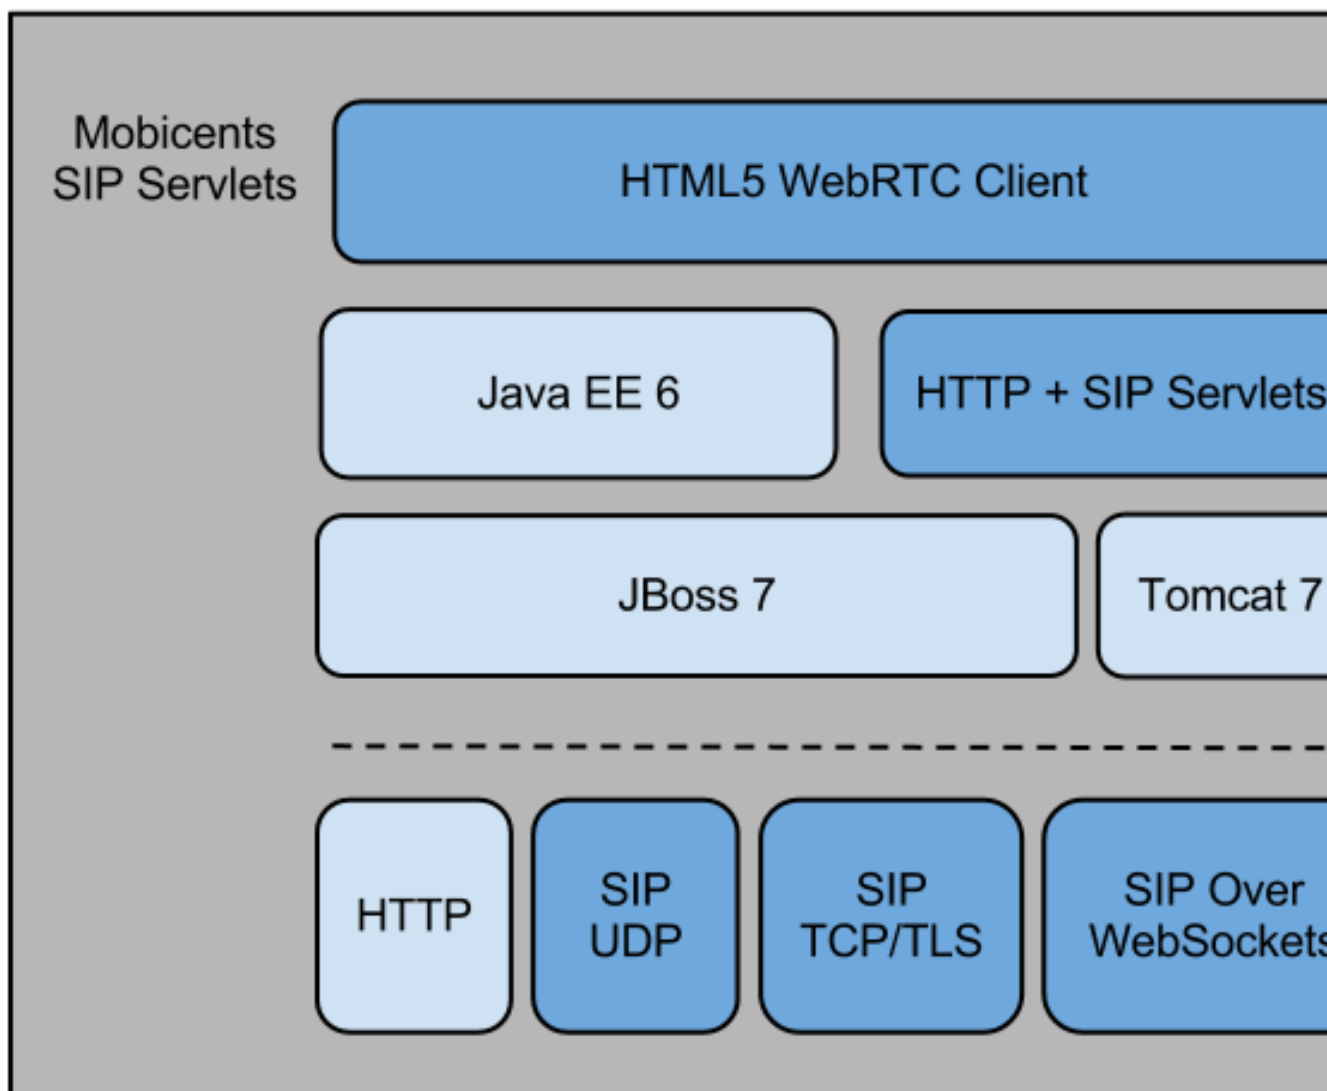 Mobicents
SIP Servlets
HTML5 WebRTC Client
Java EE 6
HTTP + SIP Servlets
JBoss 7
Tomcat 7
HTTP
SIP
UDP
SIP
TCP/TLS
SIP Over
WebSockets